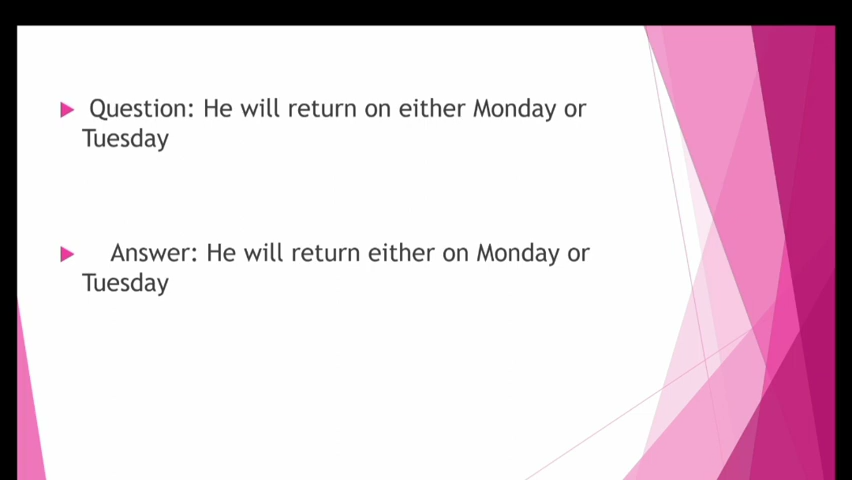 Question: He will return on either Monday or
Tuesday
Answer: He will return either on Monday or
Tuesday